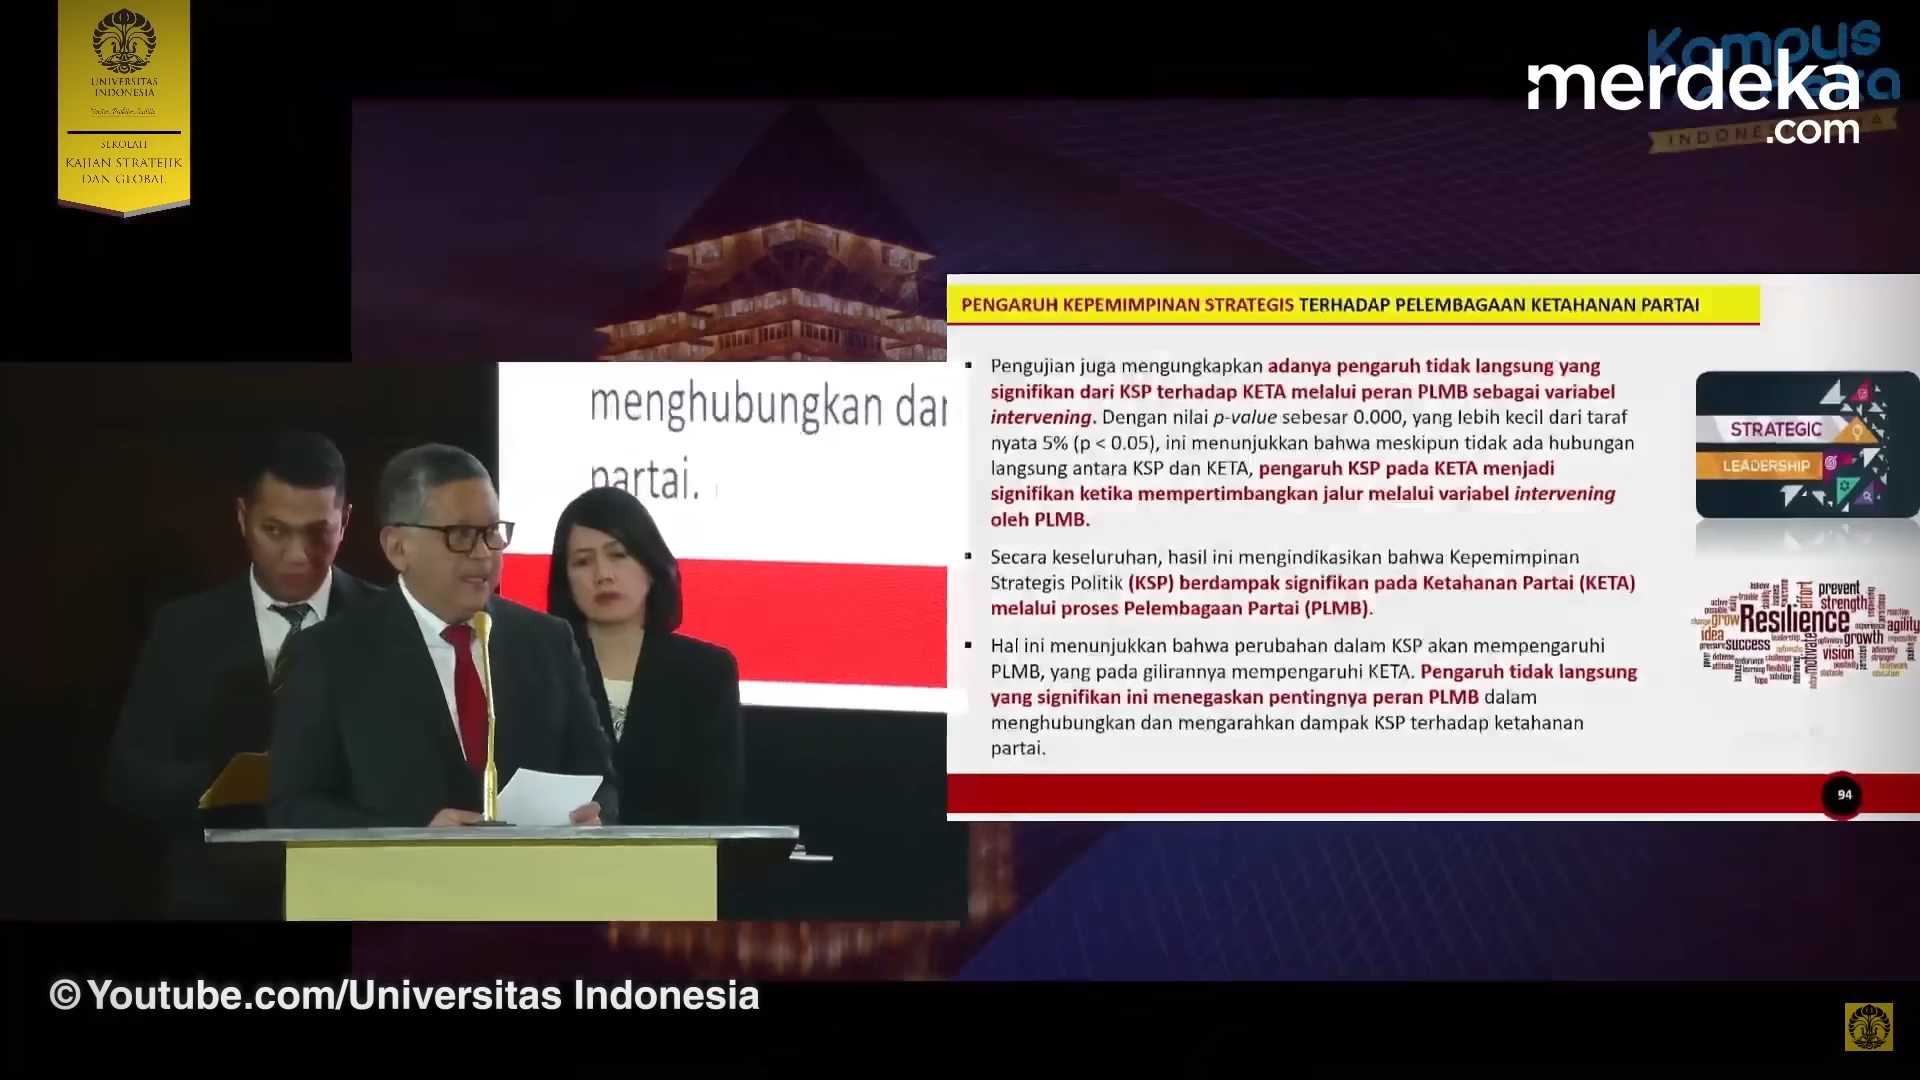 UNIVERSITAS
INDONESIA
SEKOLAH
KAJIAN STRATEJIK
DAN GLOBAL
Kampus
merdeka
.com
INDONESIA
menghubungkan dan
partai.
PENGARUH KEPEMIMPINAN STRATEGIS TERHADAP PELEMBAGAAN KETAHANAN PARTAI
▪ Pengujian juga mengungkapkan adanya pengaruh tidak langsung yang
signifikan dari KSP terhadap KETA melalui peran PLMB sebagai variabel
intervening. Dengan nilai p-value sebesar 0.000, yang lebih kecil dari taraf
nyata 5% (p < 0.05), ini menunjukkan bahwa meskipun tidak ada hubungan
langsung antara KSP dan KETA, pengaruh KSP pada KETA menjadi
signifikan ketika mempertimbangkan jalur melalui variabel intervening
oleh PLMB.
▪ Secara keseluruhan, hasil ini mengindikasikan bahwa Kepemimpinan
Strategis Politik (KSP) berdampak signifikan pada Ketahanan Partai (KETA)
melalui proses Pelembagaan Partai (PLMB).
▪ Hal ini menunjukkan bahwa perubahan dalam KSP akan mempengaruhi
PLMB, yang pada gilirannya mempengaruhi KETA. Pengaruh tidak langsung
yang signifikan ini menegaskan pentingnya peran PLMB dalam
menghubungkan dan mengarahkan dampak KSP terhadap ketahanan
partai.
STRATEGIC
LEADERSHIP
prevent
effort
strength
Resilience
grow
agility
idea
success
motivate
growth
vision
94
© Youtube.com/Universitas Indonesia